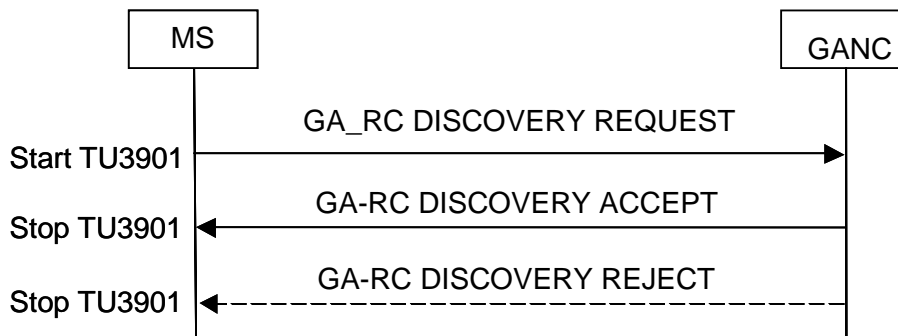 MS
GANC
GA_RC DISCOVERY REQUEST
Start TU3901
GA-RC DISCOVERY ACCEPT
Stop TU3901
GA-RC DISCOVERY REJECT
Stop TU3901